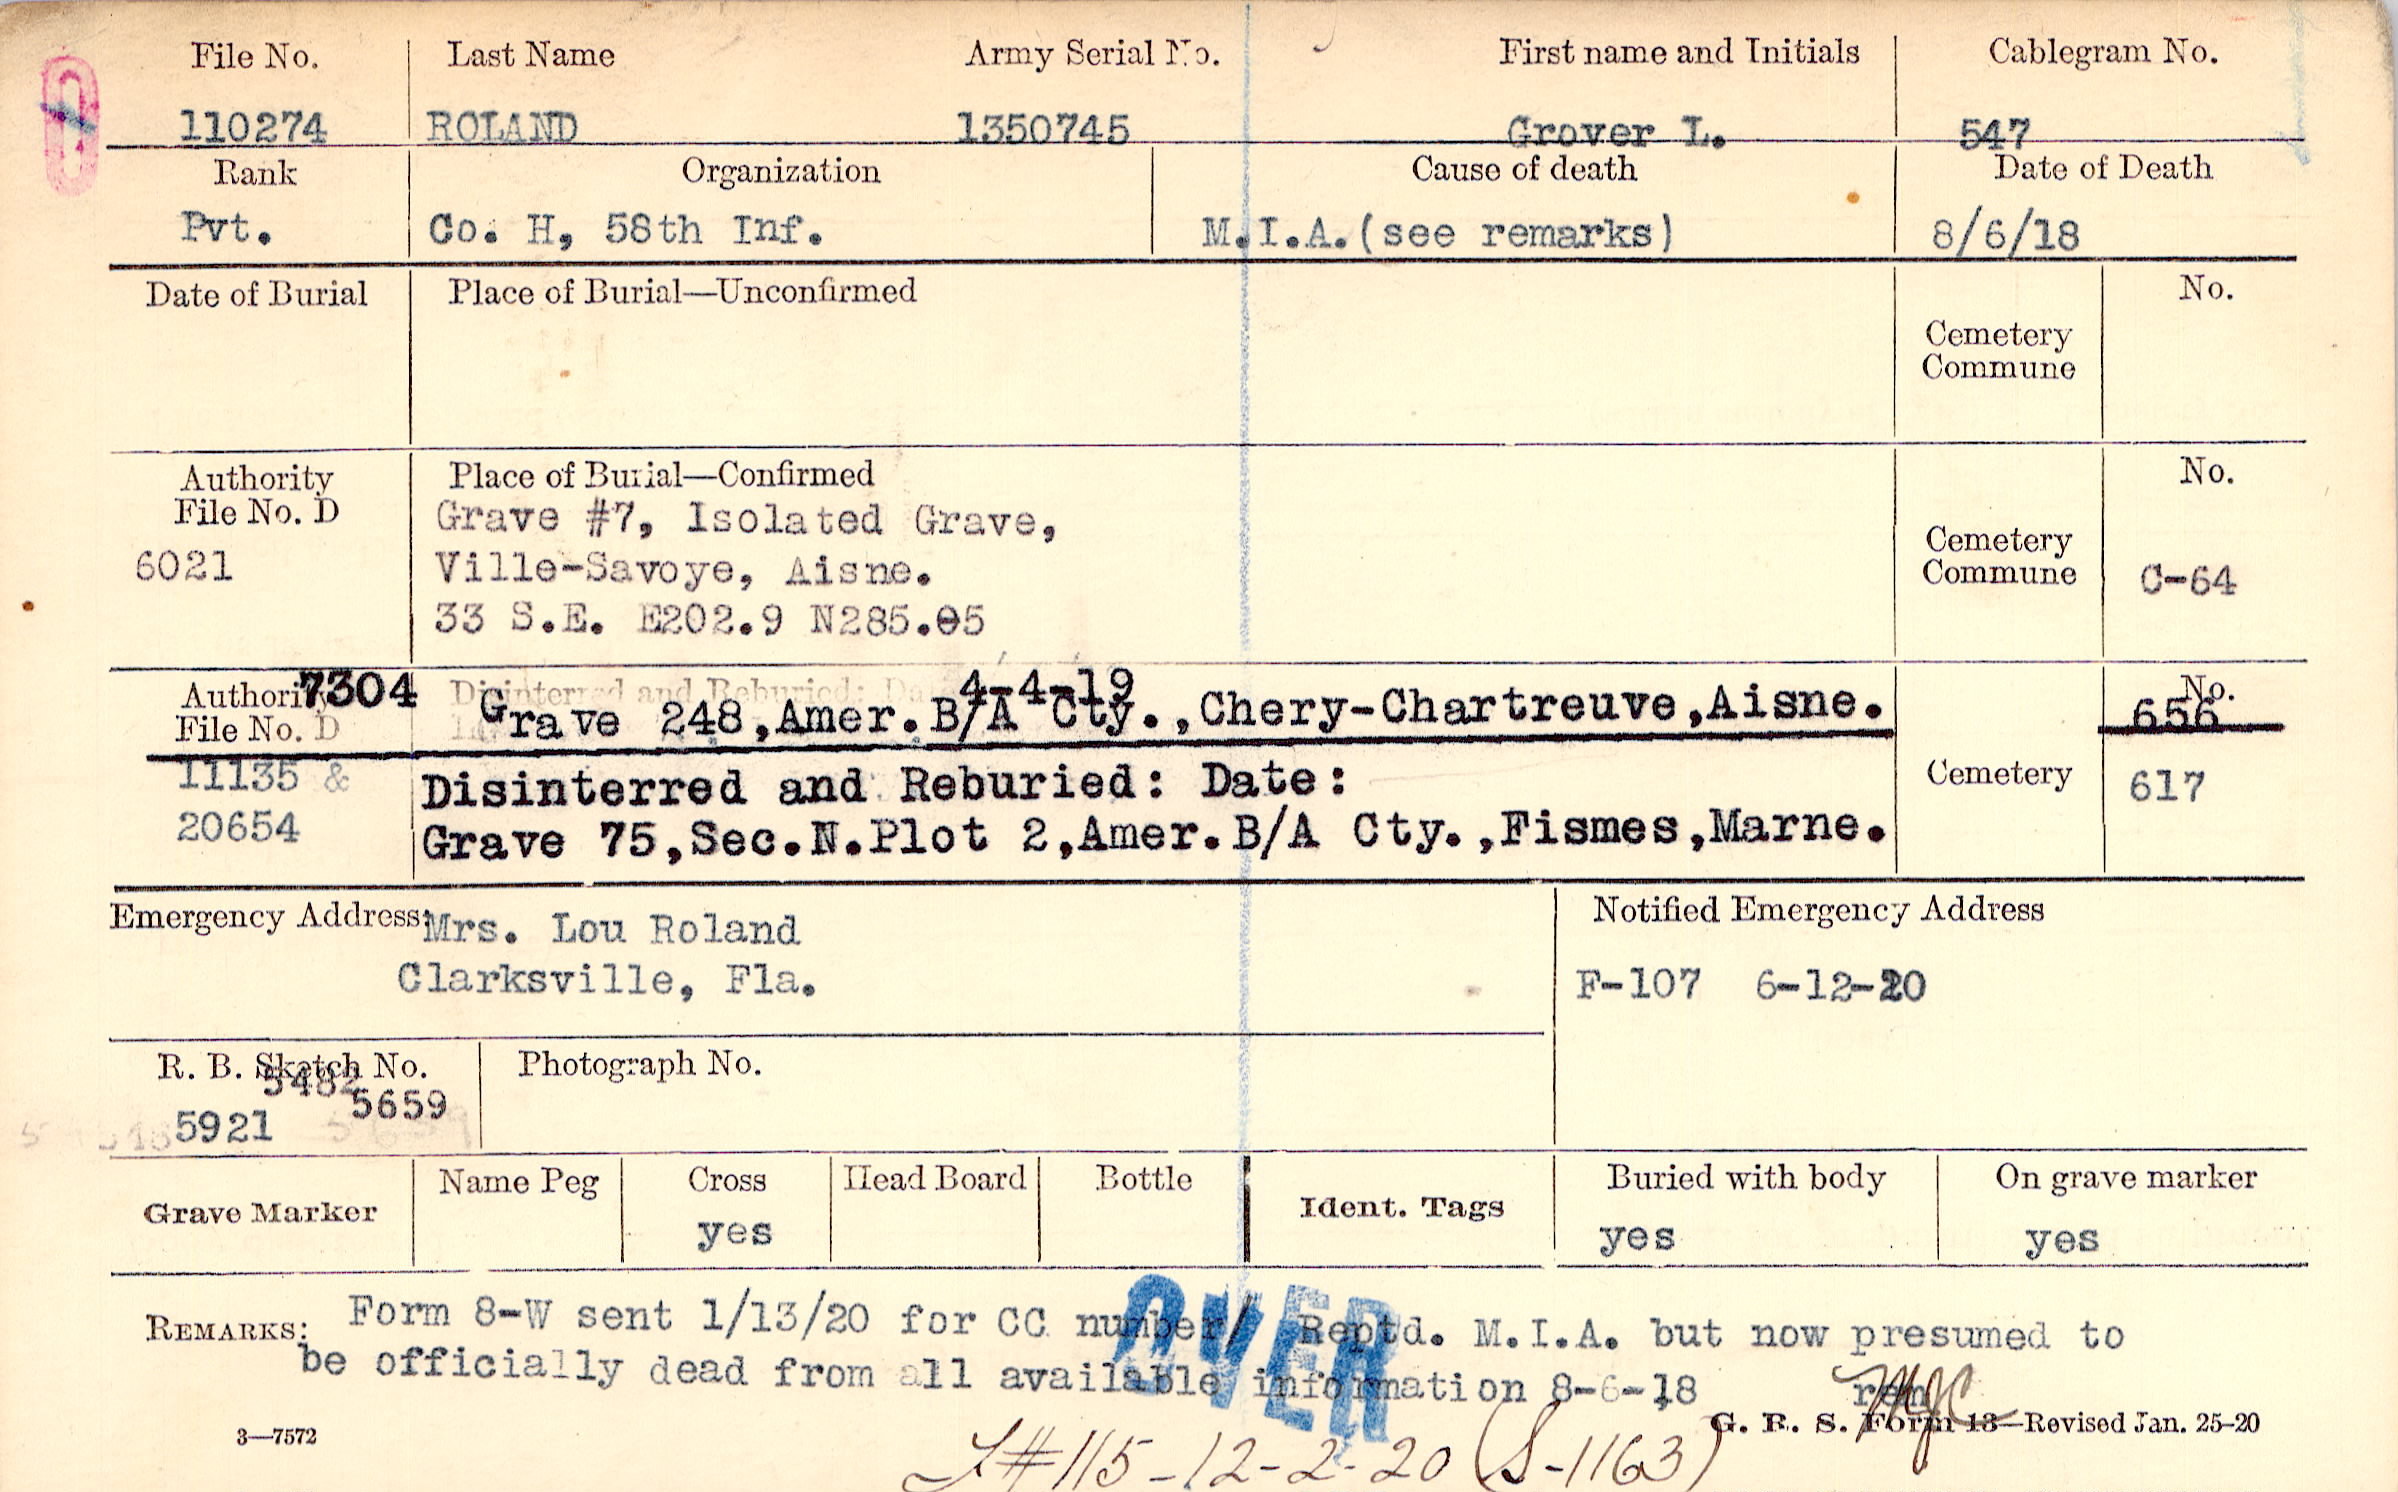 File No. Last Name Army Serial No. First name and Initials Cablegram No.
110274 ROLAND 1350745 Grover L. 547
Rank Organization Cause of death Date of Death
Pvt. Co. H, 58th Inf. M.I.A.(see remarks) 8/6/18
Date of Burial Place of Burial—Unconfirmed No.
Cemetery
Commune
Authority Place of Burial—Confirmed No.
File No. D Grave #7, Isolated Grave,
6021 Ville-Savoye, Aisne. Cemetery
Commune C-64
33 S.E. E202.9 N285.05
Authority 7304 Disinterred and Reburied: 4-4-19 No.
File No. D Grave 248,Amer.B/A Cty.,Chery-Chartreuve,Aisne. 656
11135 & Disinterred and Reburied: Date: Cemetery 617
20654 Grave 75,Sec.N.Plot 2,Amer.B/A Cty.,Fismes,Marne.
Emergency Address: Mrs. Lou Roland Notified Emergency Address
Clarksville, Fla. F-107 6-12-20
R. B. Sketch No. Photograph No.
5482
5659
5921
Grave Marker Name Peg Cross Head Board Bottle Ident. Tags Buried with body On grave marker
yes yes yes
REMARKS: Form 8-W sent 1/13/20 for CC number/ Reptd. M.I.A. but now presumed to
be officially dead from all available information 8-6-18 rem
OVER
3—7572 G. R. S. Form 13—Revised Jan. 25-20
L#115-12-2-20 (S-1163)